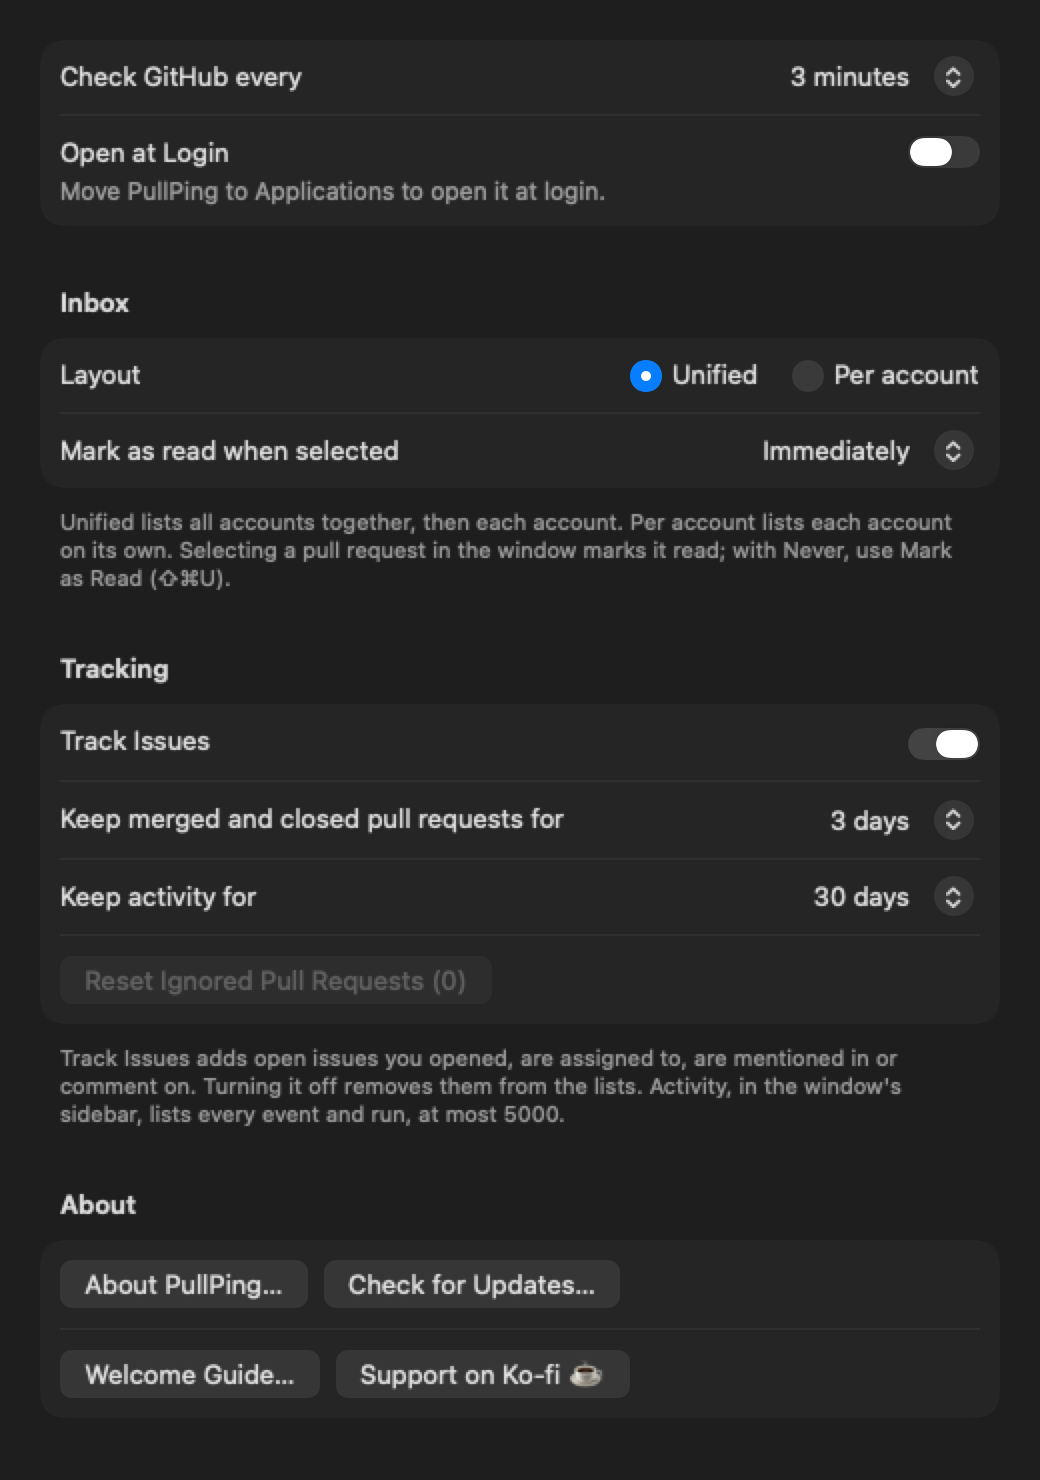 Check GitHub every
3 minutes
Open at Login
Move PullPing to Applications to open it at login.
Inbox
Layout
Unified
Per account
Mark as read when selected
Immediately
Unified lists all accounts together, then each account. Per account lists each account
on its own. Selecting a pull request in the window marks it read; with Never, use Mark
as Read (⇧⌘U).
Tracking
Track Issues
Keep merged and closed pull requests for
3 days
Keep activity for
30 days
Reset Ignored Pull Requests (0)
Track Issues adds open issues you opened, are assigned to, are mentioned in or
comment on. Turning it off removes them from the lists. Activity, in the window's
sidebar, lists every event and run, at most 5000.
About
About PullPing...
Check for Updates...
Welcome Guide...
Support on Ko-fi ☕